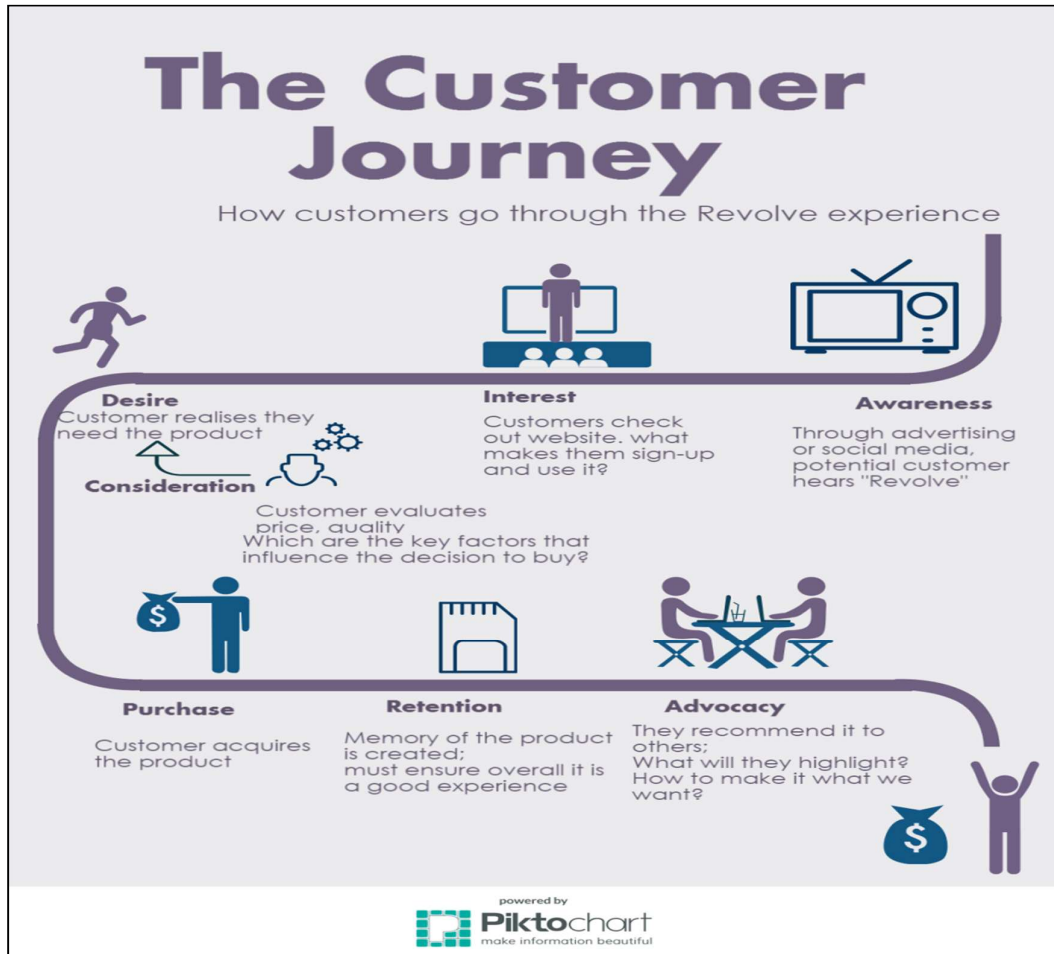 The Customer
Journey
How customers go through the Revolve experience
Awareness
Through advertising
or social media,
potential customer
hears "Revolve"
Interest
Customers check
out website. what
makes them sign-up
and use it?
Desire
Customer realises they
need the product
Consideration
Customer evaluates
price, quality
Which are the key factors that
influence the decision to buy?
$
Purchase
Customer acquires
the product
Retention
Memory of the product
is created;
must ensure overall it is
a good experience
Advocacy
They recommend it to
others;
What will they highlight?
How to make it what we
want?
$
powered by
Piktochart
make information beautiful